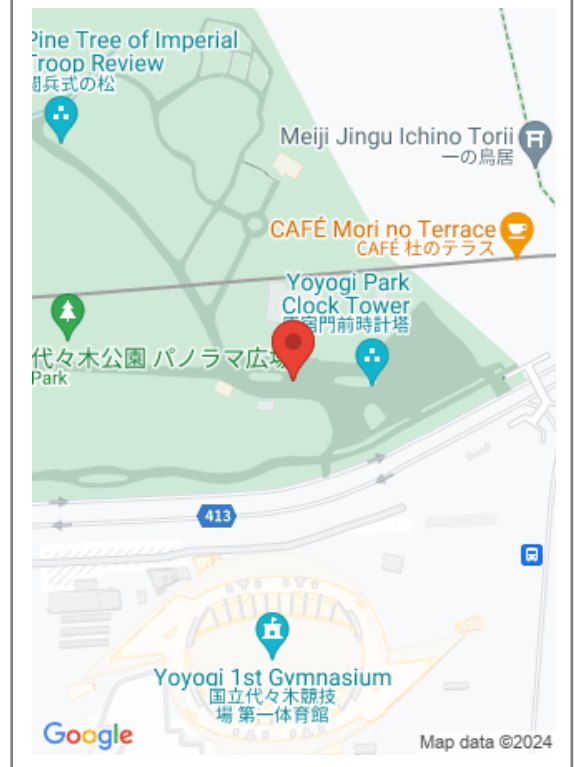 Pine Tree of Imperial
Troop Review
閲兵式の松
Meiji Jingu Ichino Torii
一の鳥居
CAFÉ Mori no Terrace
CAFÉ 杜のテラス
Yoyogi Park
Clock Tower
宿門前時計塔
代々木公園 パノラマ広場
Park
413
Yoyogi 1st Gymnasium
国立代々木競技
場 第一体育館
Google
Map data ©2024